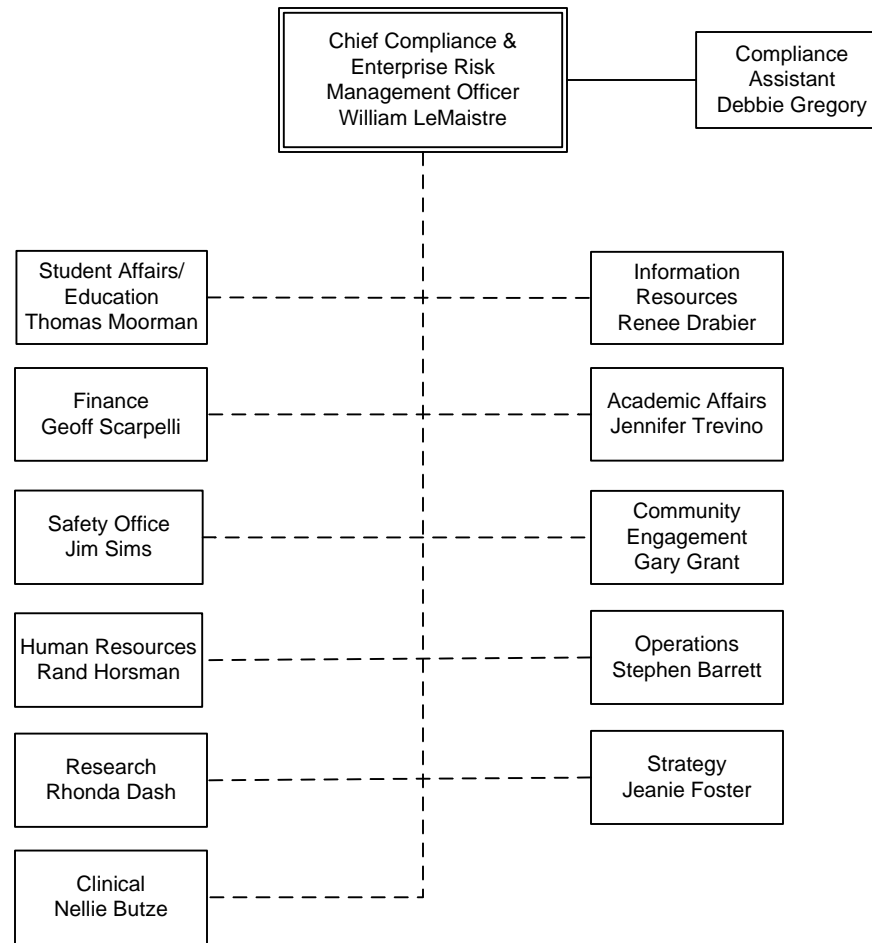 Chief Compliance &
Enterprise Risk
Management Officer
William LeMaistre
Compliance
Assistant
Debbie Gregory
Student Affairs/
Education
Thomas Moorman
Information
Resources
Renee Drabier
Finance
Geoff Scarpelli
Academic Affairs
Jennifer Trevino
Safety Office
Jim Sims
Community
Engagement
Gary Grant
Human Resources
Rand Horsman
Operations
Stephen Barrett
Research
Rhonda Dash
Strategy
Jeanie Foster
Clinical
Nellie Butze